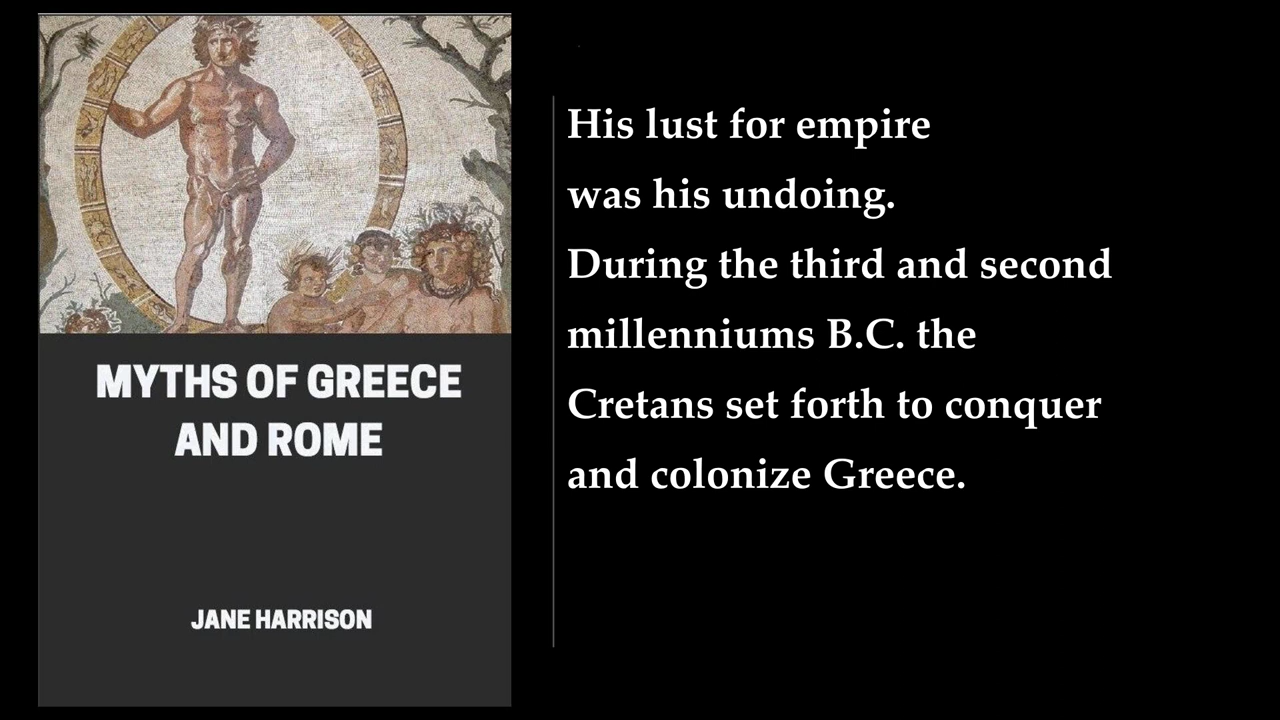 MYTHS OF GREECE
AND ROME
JANE HARRISON
His lust for empire
was his undoing.
During the third and second
millenniums B.C. the
Cretans set forth to conquer
and colonize Greece.